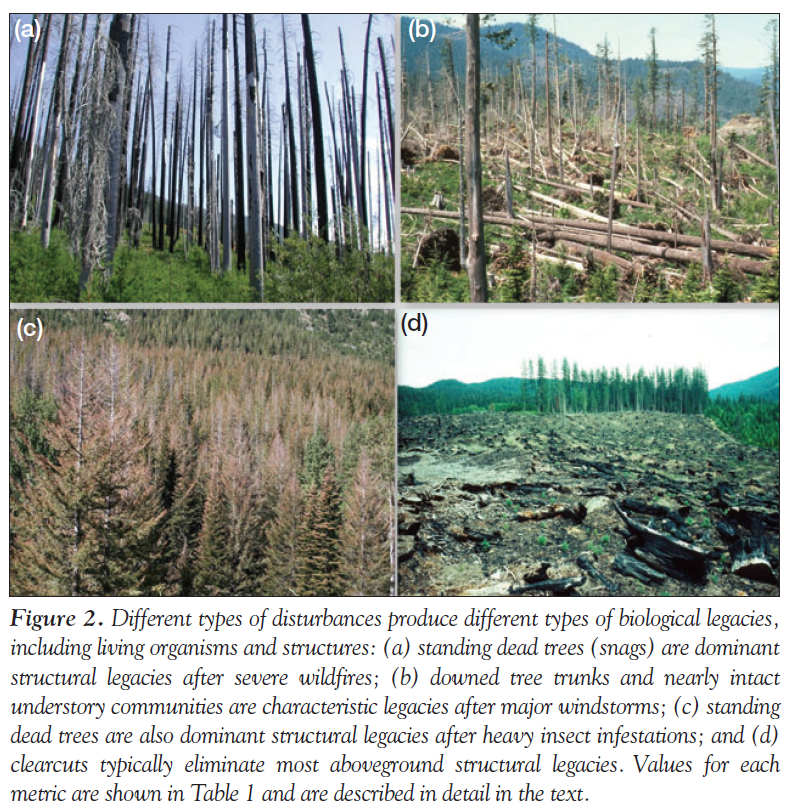 (a)
(b)
(c)
(d)
Figure 2. Different types of disturbances produce different types of biological legacies,
including living organisms and structures: (a) standing dead trees (snags) are dominant
structural legacies after severe wildfires; (b) downed tree trunks and nearly intact
understory communities are characteristic legacies after major windstorms; (c) standing
dead trees are also dominant structural legacies after heavy insect infestations; and (d)
clearcuts typically eliminate most aboveground structural legacies. Values for each
metric are shown in Table 1 and are described in detail in the text.